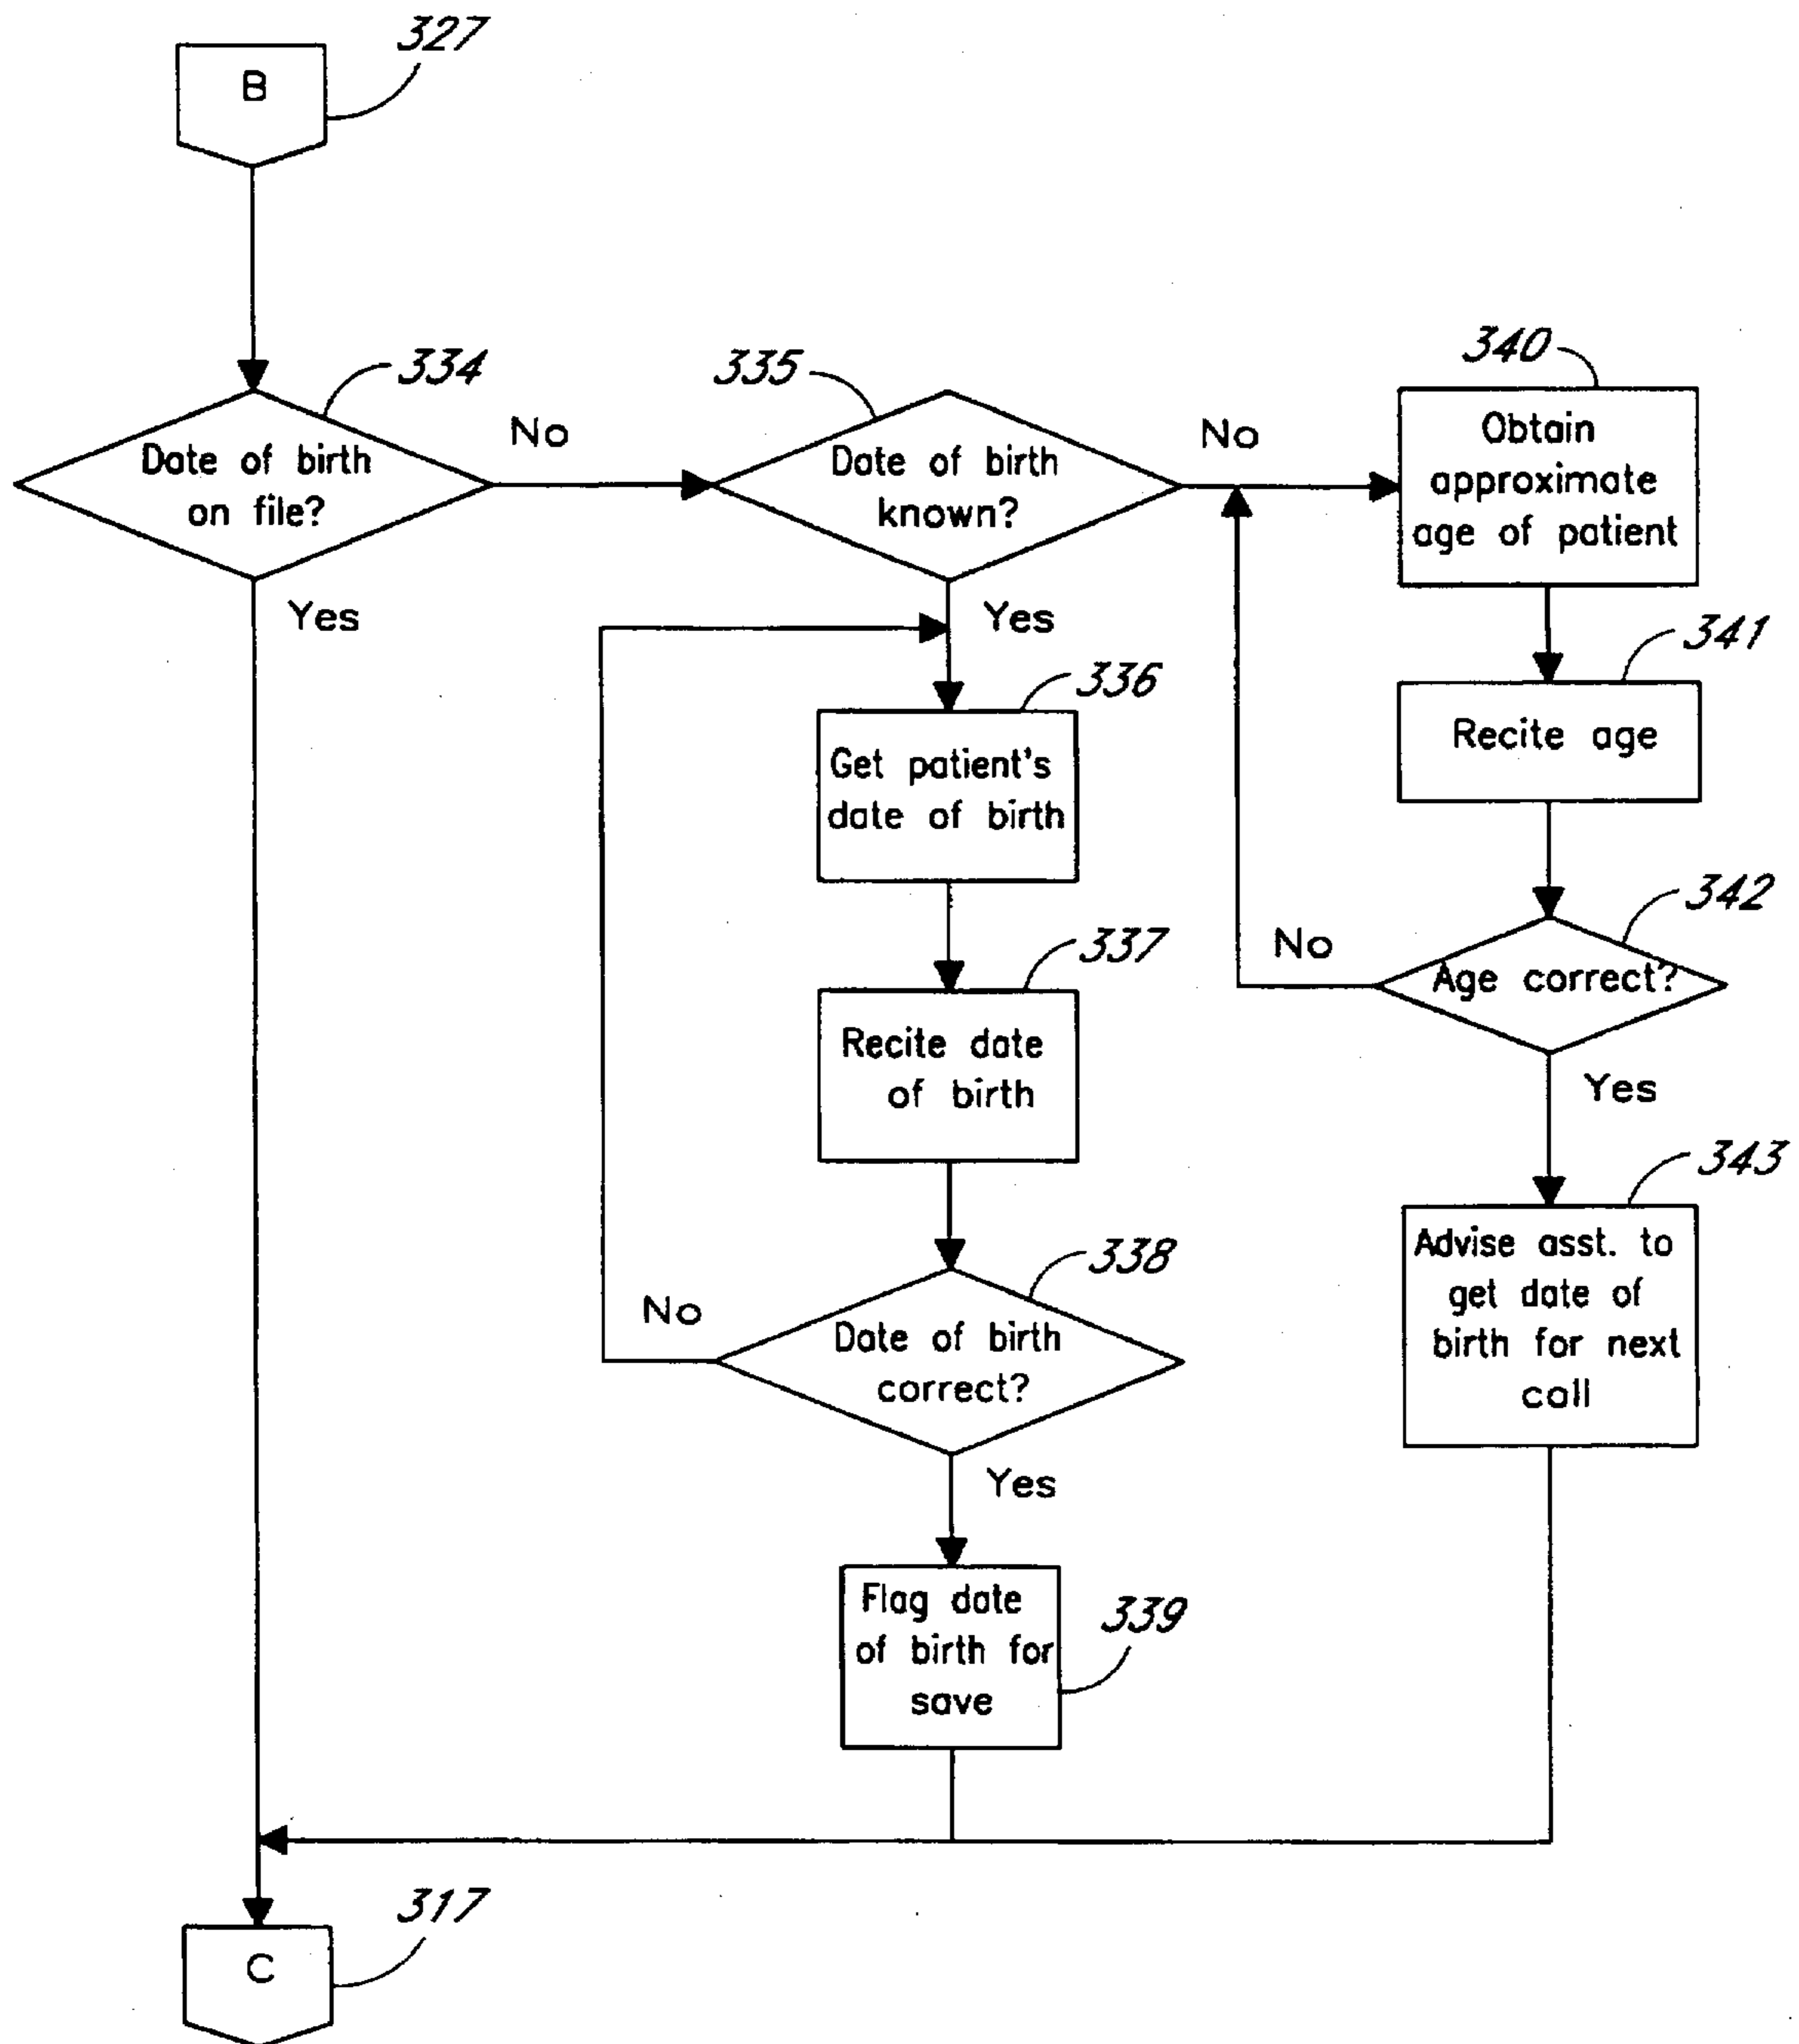 327
B
334
Date of birth
on file?
No
Yes
335
Date of birth
known?
No
Yes
340
Obtain
approximate
age of patient
341
Recite age
342
Age correct?
No
Yes
343
Advise asst. to
get date of
birth for next
call
336
Get patient's
date of birth
337
Recite date
of birth
338
Date of birth
correct?
No
Yes
339
Flag date
of birth for
save
317
C